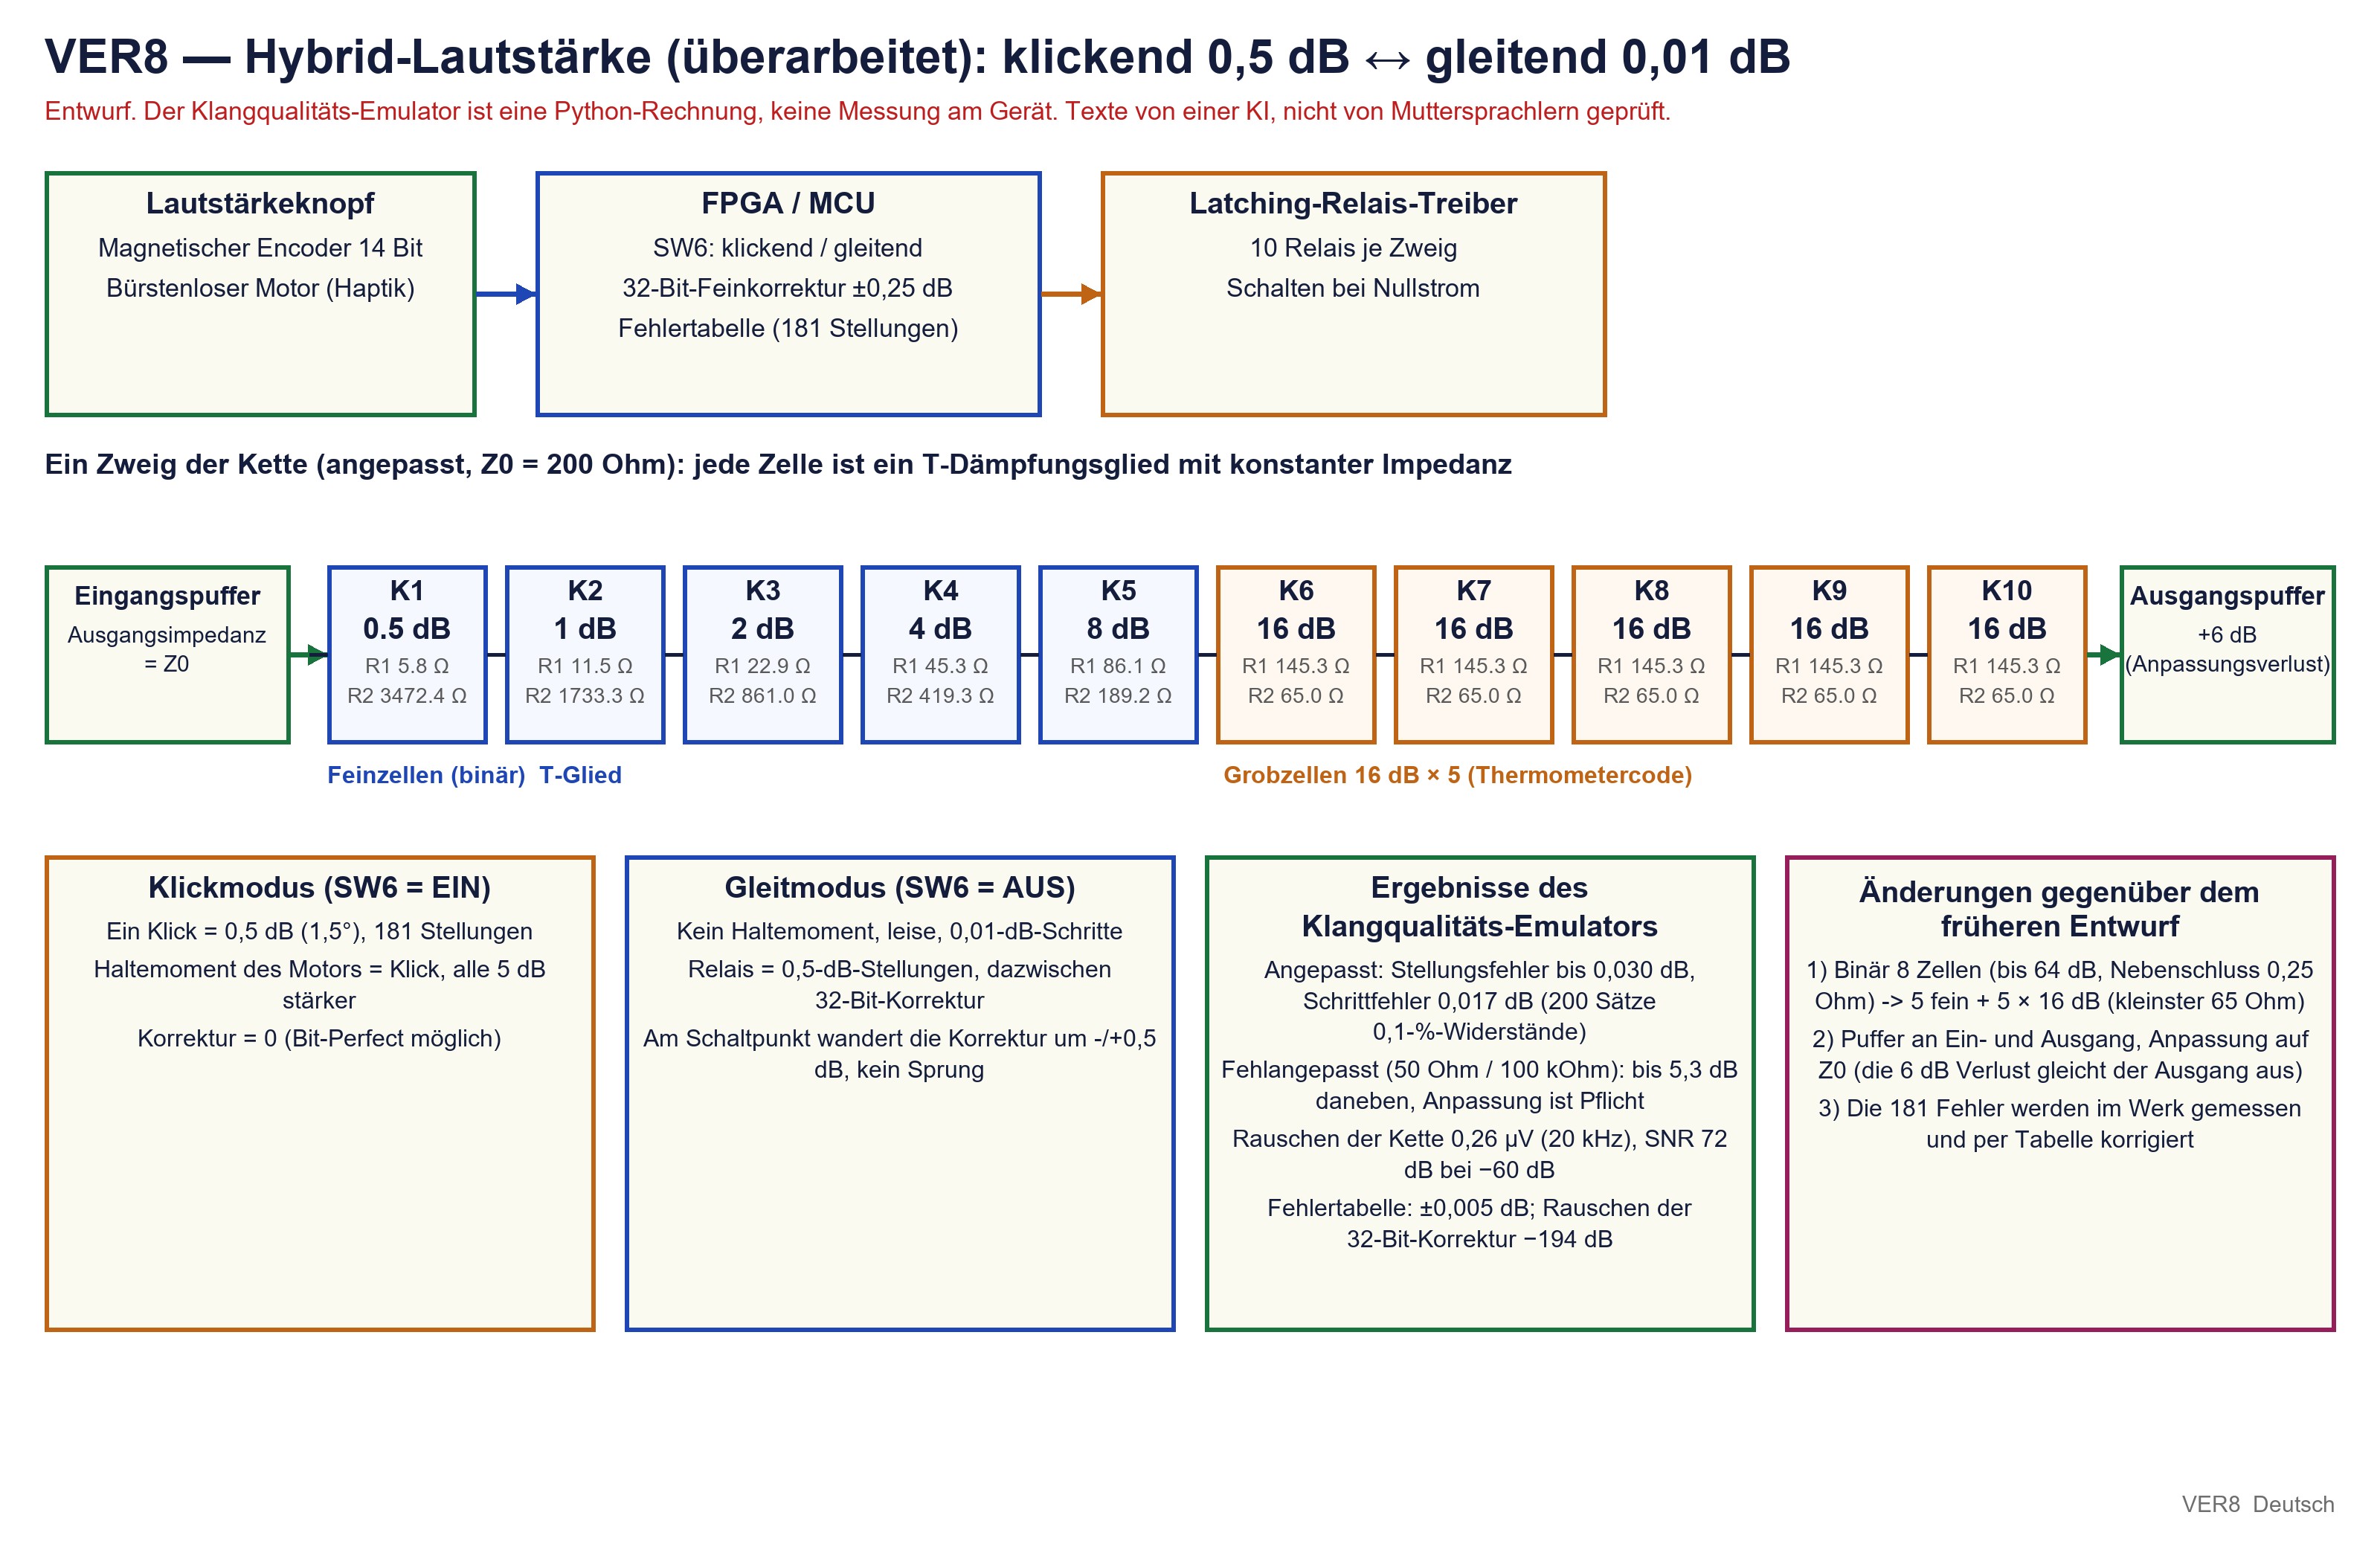 VER8 — Hybrid-Lautstärke (überarbeitet): klickend 0,5 dB ↔ gleitend 0,01 dB
Entwurf. Der Klangqualitäts-Emulator ist eine Python-Rechnung, keine Messung am Gerät. Texte von einer KI, nicht von Muttersprachlern geprüft.
Lautstärkeknopf
Magnetischer Encoder 14 Bit
Bürstenloser Motor (Haptik)
FPGA / MCU
SW6: klickend / gleitend
32-Bit-Feinkorrektur ±0,25 dB
Fehlertabelle (181 Stellungen)
Latching-Relais-Treiber
10 Relais je Zweig
Schalten bei Nullstrom
Ein Zweig der Kette (angepasst, Z0 = 200 Ohm): jede Zelle ist ein T-Dämpfungsglied mit konstanter Impedanz
Eingangspuffer
Ausgangsimpedanz
= Z0
K1
0.5 dB
R1 5.8 Ω
R2 3472.4 Ω
K2
1 dB
R1 11.5 Ω
R2 1733.3 Ω
K3
2 dB
R1 22.9 Ω
R2 861.0 Ω
K4
4 dB
R1 45.3 Ω
R2 419.3 Ω
K5
8 dB
R1 86.1 Ω
R2 189.2 Ω
K6
16 dB
R1 145.3 Ω
R2 65.0 Ω
K7
16 dB
R1 145.3 Ω
R2 65.0 Ω
K8
16 dB
R1 145.3 Ω
R2 65.0 Ω
K9
16 dB
R1 145.3 Ω
R2 65.0 Ω
K10
16 dB
R1 145.3 Ω
R2 65.0 Ω
Ausgangspuffer
+6 dB
(Anpassungsverlust)
Feinzellen (binär)  T-Glied
Grobzellen 16 dB × 5 (Thermometercode)
Klickmodus (SW6 = EIN)
Ein Klick = 0,5 dB (1,5°), 181 Stellungen
Haltemoment des Motors = Klick, alle 5 dB
stärker
Korrektur = 0 (Bit-Perfect möglich)
Gleitmodus (SW6 = AUS)
Kein Haltemoment, leise, 0,01-dB-Schritte
Relais = 0,5-dB-Stellungen, dazwischen
32-Bit-Korrektur
Am Schaltpunkt wandert die Korrektur um -/+0,5
dB, kein Sprung
Ergebnisse des
Klangqualitäts-Emulators
Angepasst: Stellungsfehler bis 0,030 dB,
Schrittfehler 0,017 dB (200 Sätze
0,1-%-Widerstände)
Fehlangepasst (50 Ohm / 100 kOhm): bis 5,3 dB
daneben, Anpassung ist Pflicht
Rauschen der Kette 0,26 µV (20 kHz), SNR 72
dB bei −60 dB
Fehlertabelle: ±0,005 dB; Rauschen der
32-Bit-Korrektur −194 dB
Änderungen gegenüber dem
früheren Entwurf
1) Binär 8 Zellen (bis 64 dB, Nebenschluss 0,25
Ohm) -> 5 fein + 5 × 16 dB (kleinster 65 Ohm)
2) Puffer an Ein- und Ausgang, Anpassung auf
Z0 (die 6 dB Verlust gleicht der Ausgang aus)
3) Die 181 Fehler werden im Werk gemessen
und per Tabelle korrigiert
VER8  Deutsch